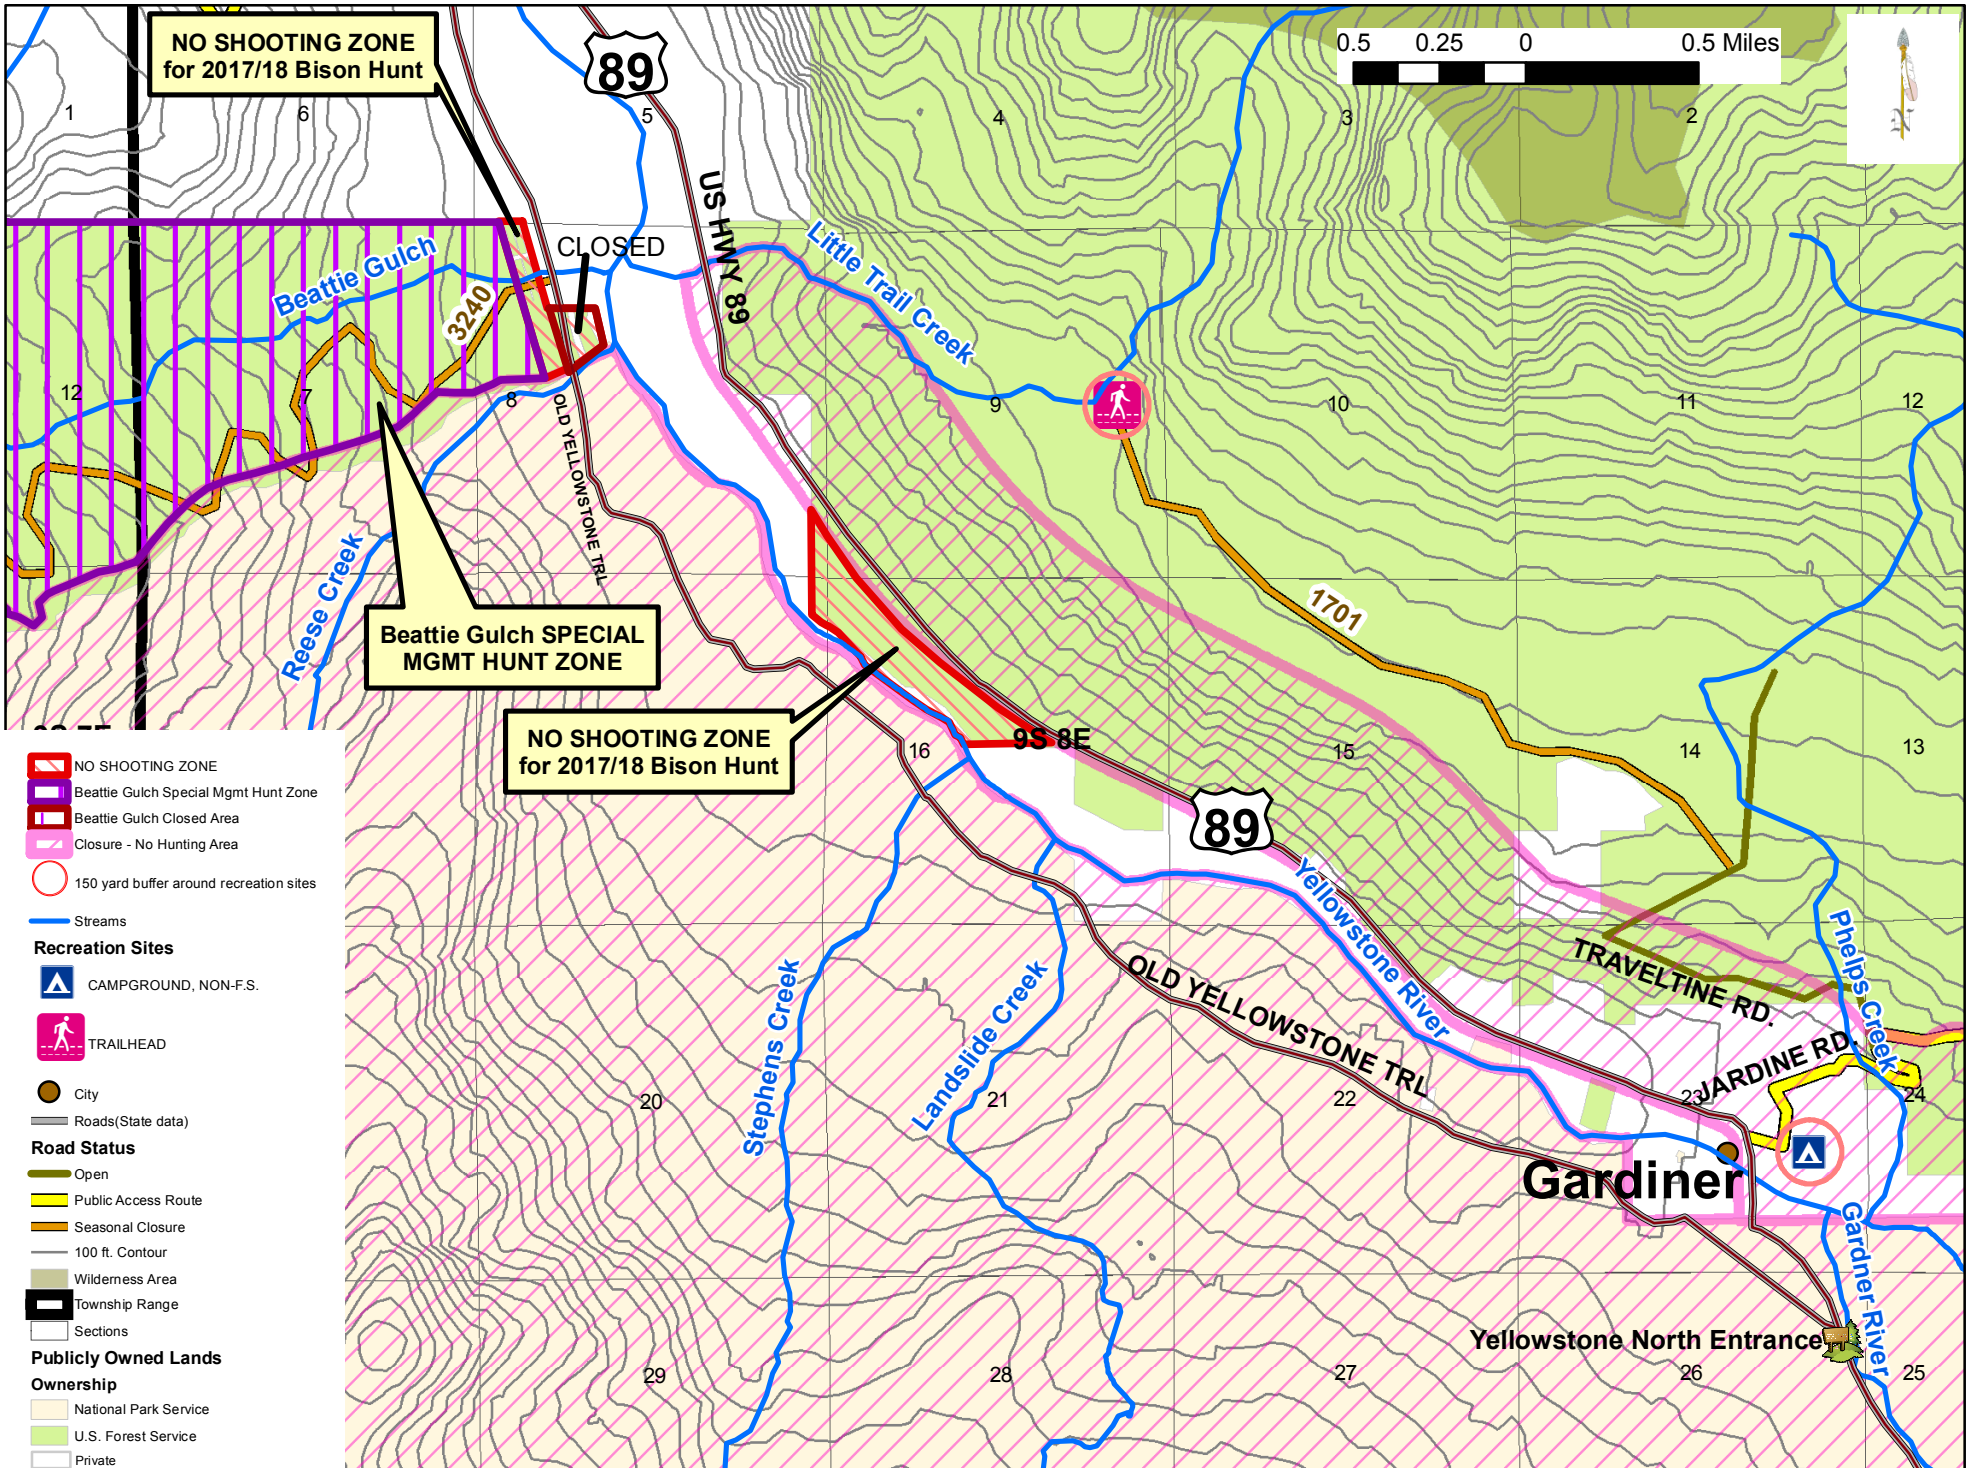 NO SHOOTING ZONE
for 2017/18 Bison Hunt
89
0.5 0.25 0 0.5 Miles
1
6
5
4
3
2
US HWY 89
CLOSED
Little Trail Creek
Beattie Gulch
3240
12
7
8
9
10
11
12
OLD YELLOWSTONE TRL
Reese Creek
1701
Beattie Gulch SPECIAL
MGMT HUNT ZONE
NO SHOOTING ZONE
for 2017/18 Bison Hunt
9S 8E
16
15
14
13
89
Yellowstone River
OLD YELLOWSTONE TRL
TRAVELTINE RD.
Phelps Creek
JARDINE RD.
Stephens Creek
Landslide Creek
20
21
22
23
24
Gardiner
Gardner River
Yellowstone North Entrance
29
28
27
26
25
NO SHOOTING ZONE
Beattie Gulch Special Mgmt Hunt Zone
Beattie Gulch Closed Area
Closure - No Hunting Area
150 yard buffer around recreation sites
Streams
Recreation Sites
CAMPGROUND, NON-F.S.
TRAILHEAD
City
Roads(State data)
Road Status
Open
Public Access Route
Seasonal Closure
100 ft. Contour
Wilderness Area
Township Range
Sections
Publicly Owned Lands
Ownership
National Park Service
U.S. Forest Service
Private